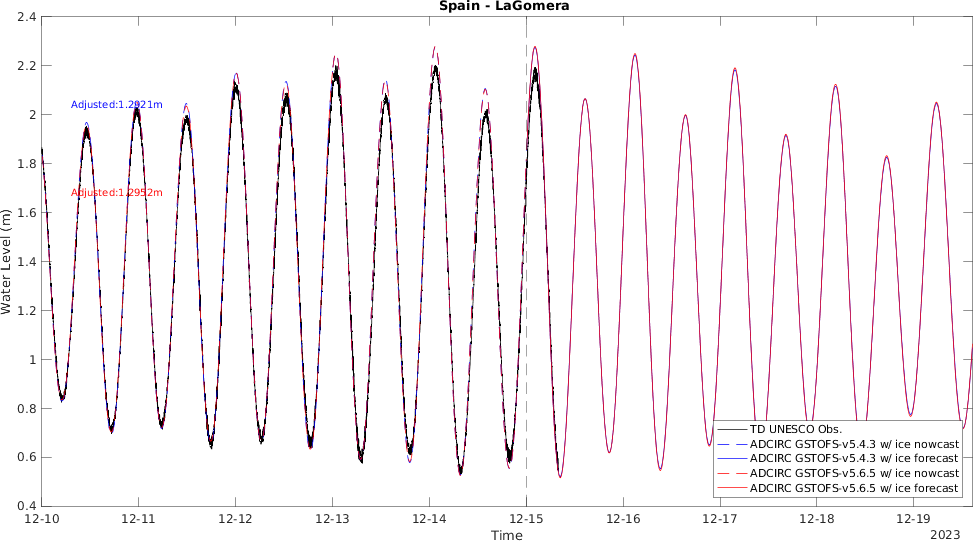 Spain - LaGomera
2.4
2.2
2
1.8
1.6
1.4
1.2
1
0.8
0.6
0.4
Water Level (m)
Adjusted:1.2921m
Adjusted:1.2952m
TD UNESCO Obs.
ADCIRC GSTOFS-v5.4.3 w/ ice nowcast
ADCIRC GSTOFS-v5.4.3 w/ ice forecast
ADCIRC GSTOFS-v5.6.5 w/ ice nowcast
ADCIRC GSTOFS-v5.6.5 w/ ice forecast
12-10 12-11 12-12 12-13 12-14 12-15 12-16 12-17 12-18 12-19
Time
2023